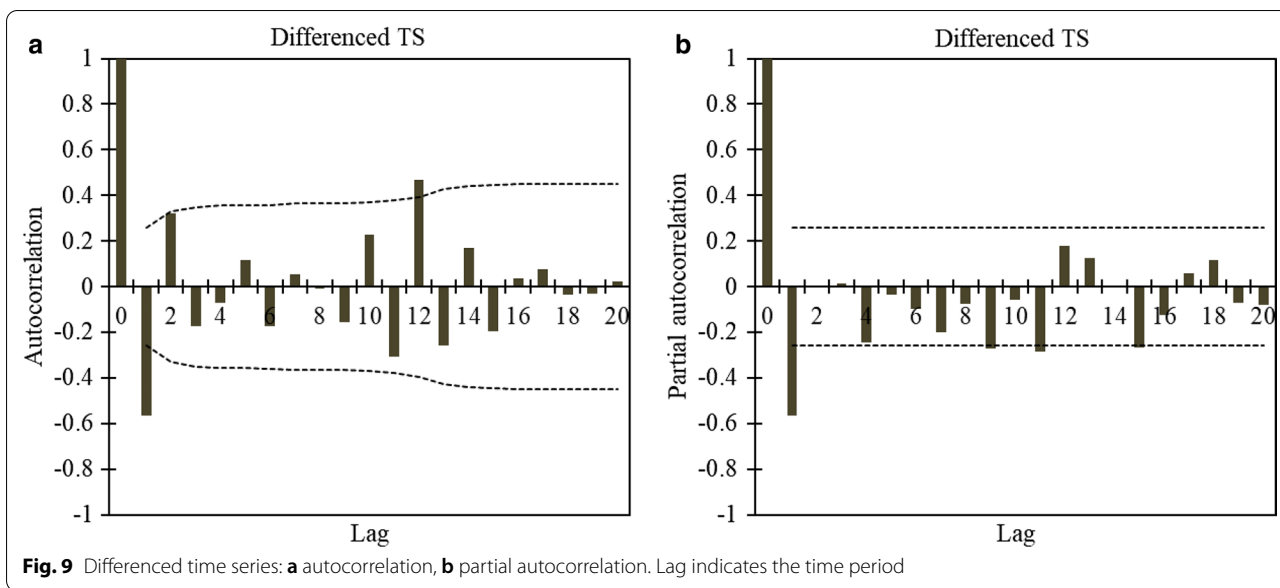 a
Differenced TS
1
0.8
0.6
0.4
0.2
0
-0.2
-0.4
-0.6
-0.8
-1
Autocorrelation
0 2 4 6 8 10 12 14 16 18 20
Lag
b
Differenced TS
1
0.8
0.6
0.4
0.2
0
-0.2
-0.4
-0.6
-0.8
-1
Partial autocorrelation
0 2 4 6 8 10 12 14 16 18 20
Lag
Fig. 9 Differenced time series: a autocorrelation, b partial autocorrelation. Lag indicates the time period